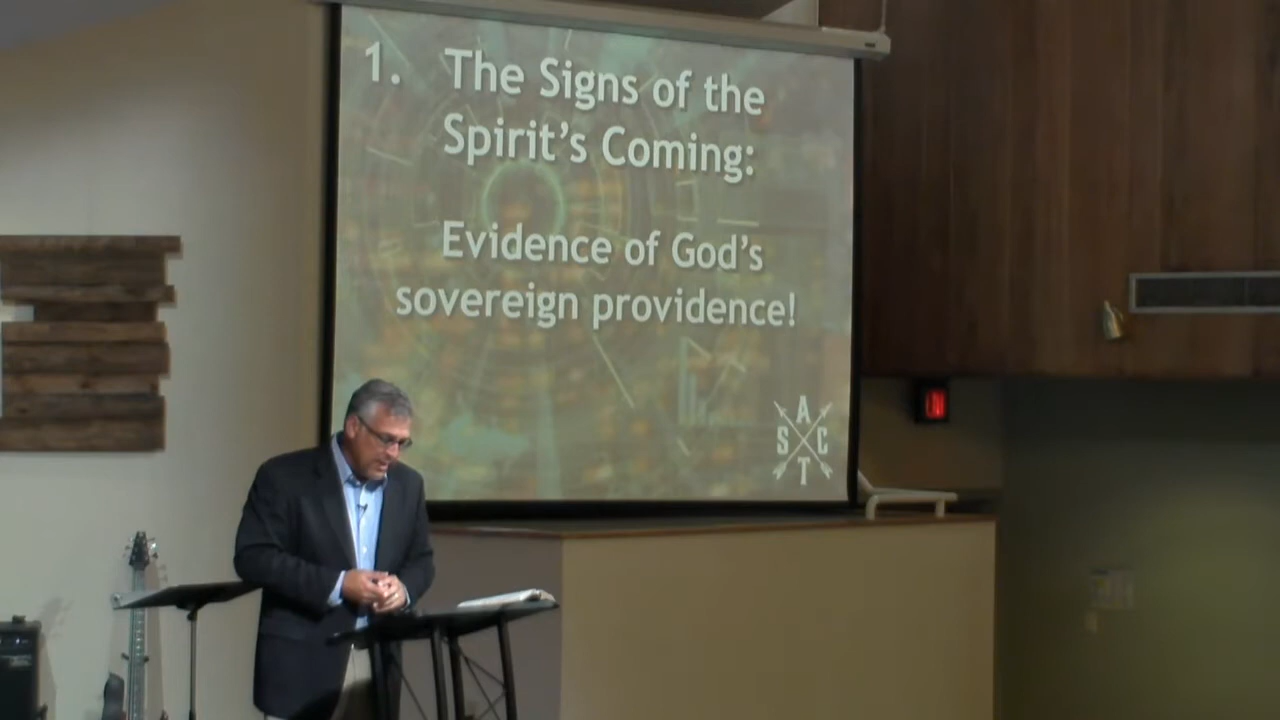 1. The Signs of the
Spirit's Coming:
Evidence of God's
sovereign providence!
A
S C
T